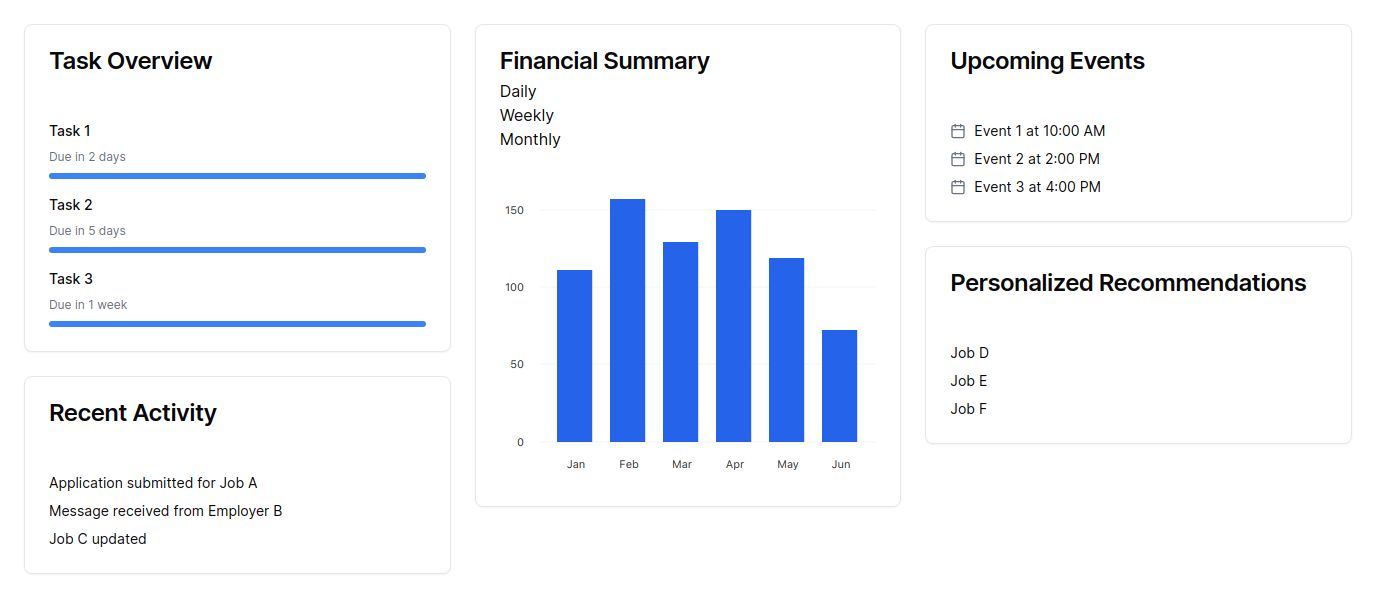 Task Overview
Task 1
Due in 2 days
Task 2
Due in 5 days
Task 3
Due in 1 week
Recent Activity
Application submitted for Job A
Message received from Employer B
Job C updated
Financial Summary
Daily
Weekly
Monthly
150
100
50
0
Jan Feb Mar Apr May Jun
Upcoming Events
Event 1 at 10:00 AM
Event 2 at 2:00 PM
Event 3 at 4:00 PM
Personalized Recommendations
Job D
Job E
Job F